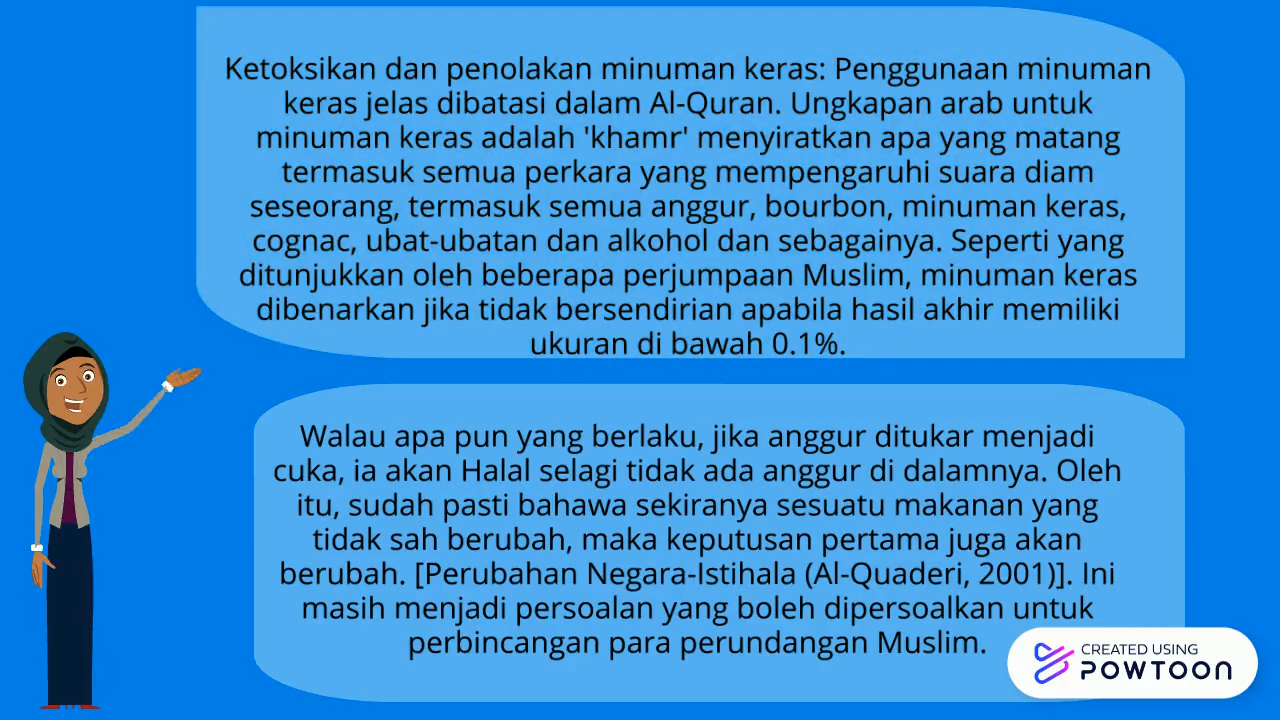 Ketoksikan dan penolakan minuman keras: Penggunaan minuman
keras jelas dibatasi dalam Al-Quran. Ungkapan arab untuk
minuman keras adalah 'khamr' menyiratkan apa yang matang
termasuk semua perkara yang mempengaruhi suara diam
seseorang, termasuk semua anggur, bourbon, minuman keras,
cognac, ubat-ubatan dan alkohol dan sebagainya. Seperti yang
ditunjukkan oleh beberapa perjumpaan Muslim, minuman keras
dibenarkan jika tidak bersendirian apabila hasil akhir memiliki
ukuran di bawah 0.1%.
Walau apa pun yang berlaku, jika anggur ditukar menjadi
cuka, ia akan Halal selagi tidak ada anggur di dalamnya. Oleh
itu, sudah pasti bahawa sekiranya sesuatu makanan yang
tidak sah berubah, maka keputusan pertama juga akan
berubah. [Perubahan Negara-Istihala (Al-Quaderi, 2001)]. Ini
masih menjadi persoalan yang boleh dipersoalkan untuk
perbincangan para perundangan Muslim.
CREATED USING
POWTOON